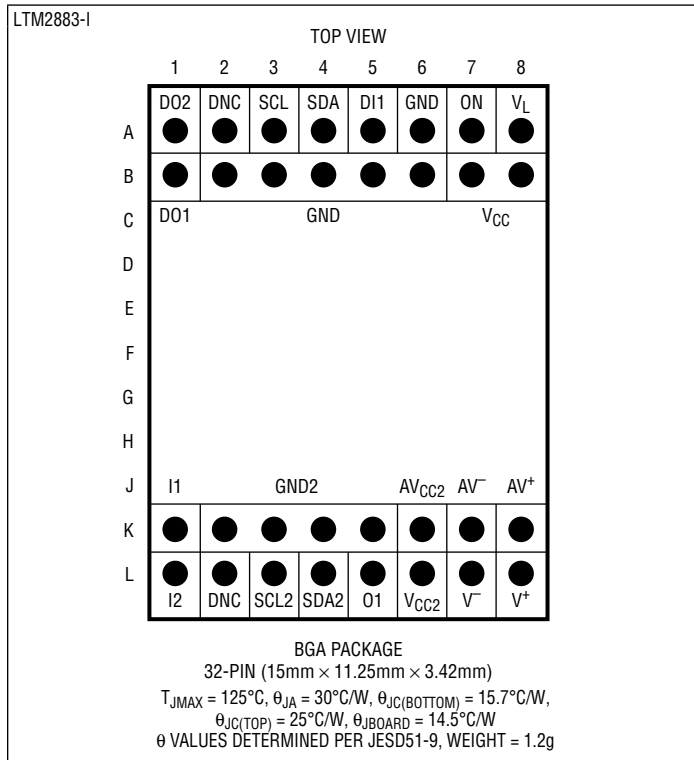 LTM2883-I
TOP VIEW
1 2 3 4 5 6 7 8
DO2 DNC SCL SDA DI1 GND ON VL
A
B
C DO1 GND VCC
D
E
F
G
H
J I1 GND2 AVCC2 AV– AV+
K
L
I2 DNC SCL2 SDA2 O1 VCC2 V– V+
BGA PACKAGE
32-PIN (15mm × 11.25mm × 3.42mm)
TJMAX = 125°C, θJA = 30°C/W, θJC(BOTTOM) = 15.7°C/W,
θJC(TOP) = 25°C/W, θJBOARD = 14.5°C/W
θ VALUES DETERMINED PER JESD51-9, WEIGHT = 1.2g